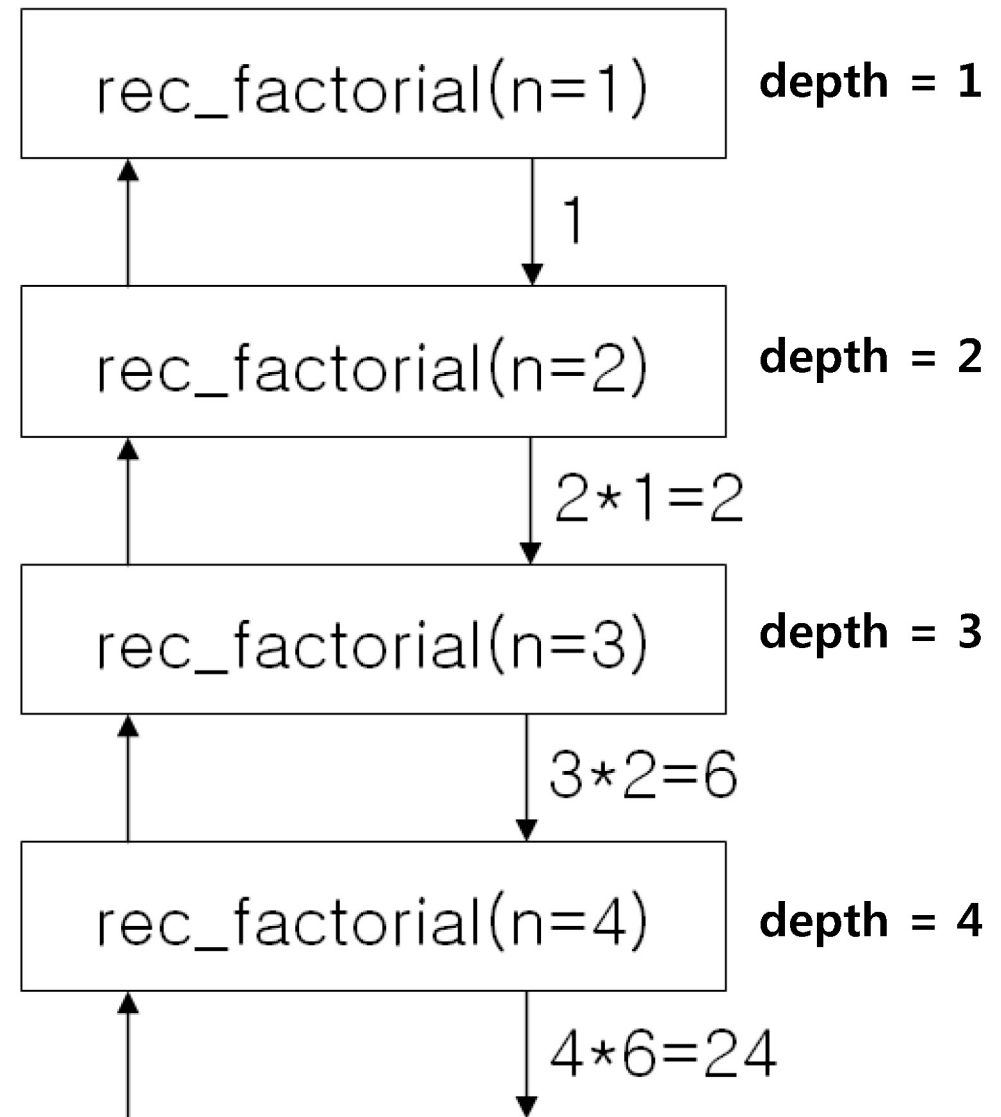 rec_factorial(n=1) depth = 1
1
rec_factorial(n=2) depth = 2
2*1=2
rec_factorial(n=3) depth = 3
3*2=6
rec_factorial(n=4) depth = 4
4*6=24